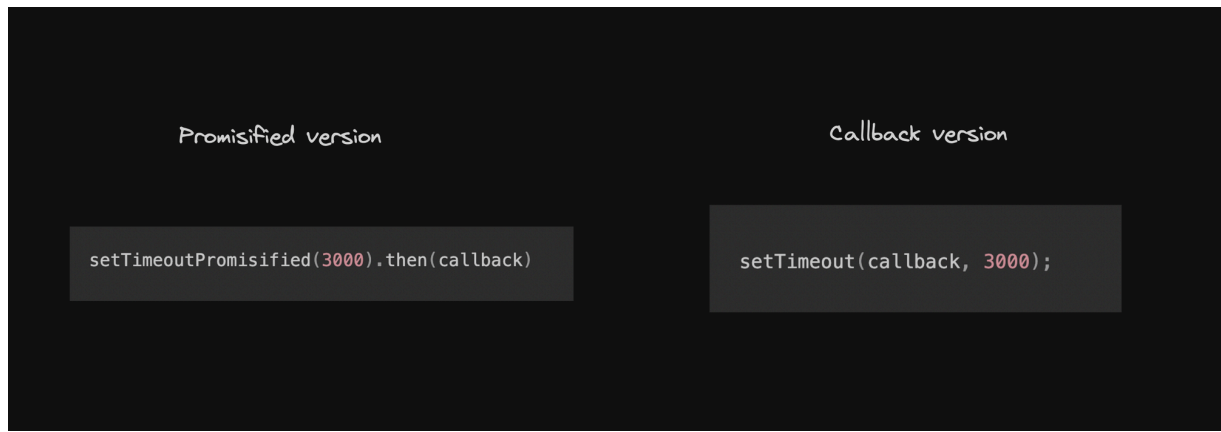 Promisified version
Callback version
setTimeoutPromisified(3000).then(callback)
setTimeout(callback, 3000);